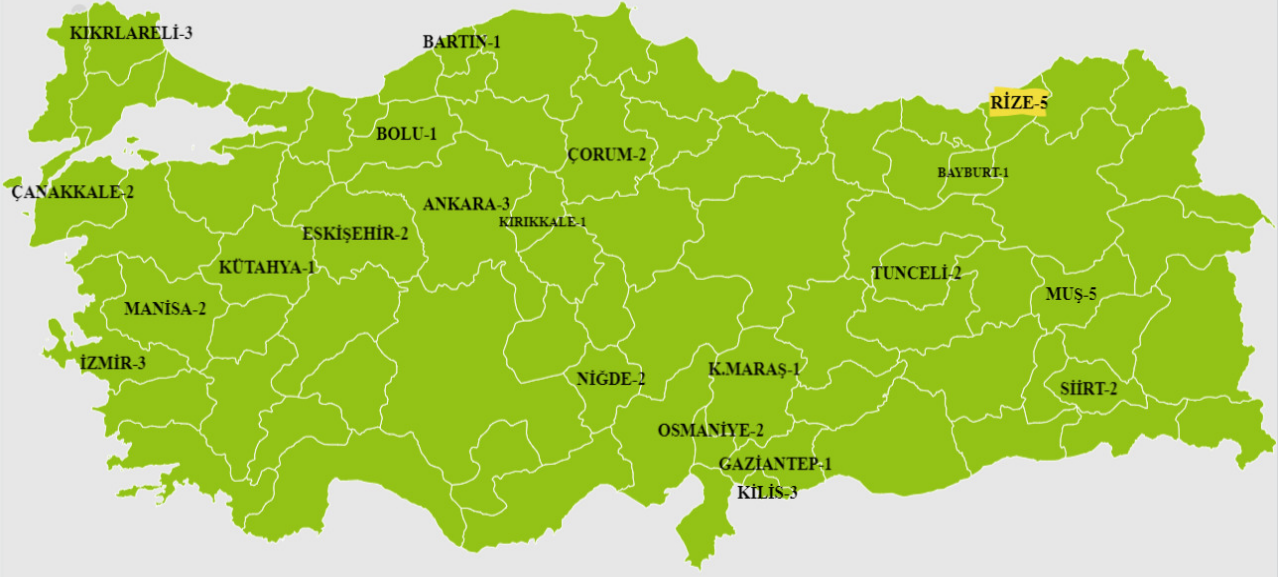 KIKRLARELİ-3
BARTIN-1
RİZE-5
BOLU-1
ÇORUM-2
BAYBURT-1
ÇANAKKALE-2
ANKARA-3
KIRIKKALE-1
ESKİŞEHİR-2
KÜTAHYA-1
TUNCELİ-2
MUŞ-5
MANİSA-2
İZMİR-3
K.MARAŞ-1
NİĞDE-2
SİİRT-2
OSMANİYE-2
GAZİANTEP-1
KİLİS-3